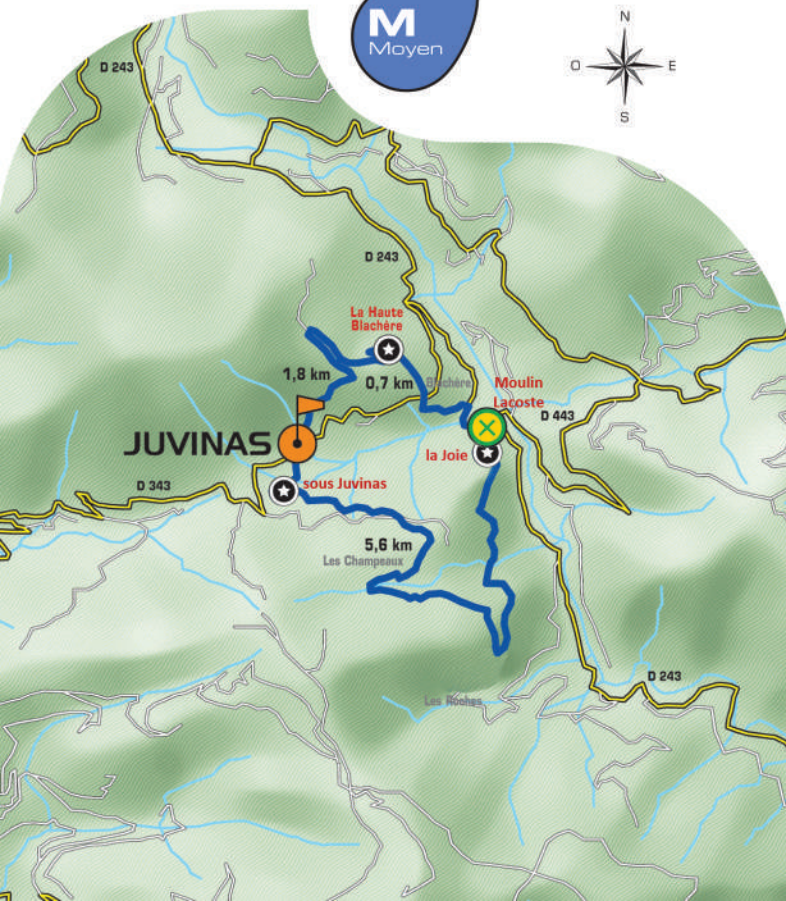 M
Moyen
N
O
E
S
D 243
D 243
La Haute
Blachère
1,8 km
0,7 km
Blachère
Moulin
Lacoste
D 443
JUVINAS
la Joie
sous Juvinas
D 343
5,6 km
Les Champeaux
D 243
Les Roches